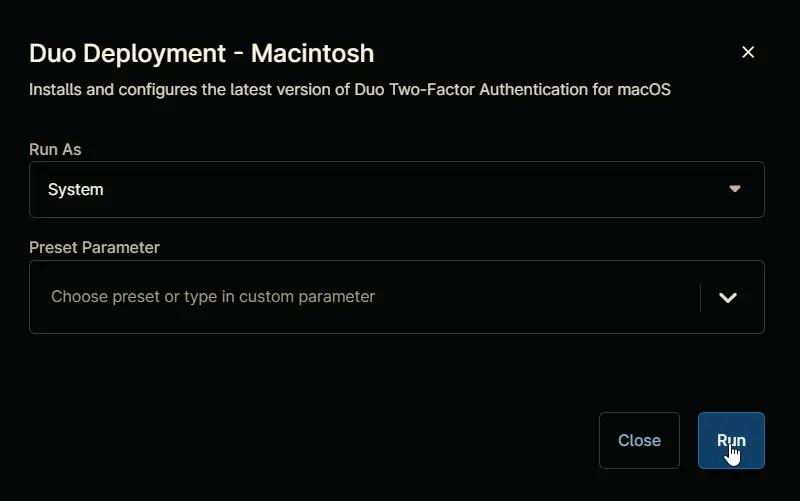 Duo Deployment - Macintosh
Installs and configures the latest version of Duo Two-Factor Authentication for macOS
Run As
System
Preset Parameter
Choose preset or type in custom parameter
Close
Run